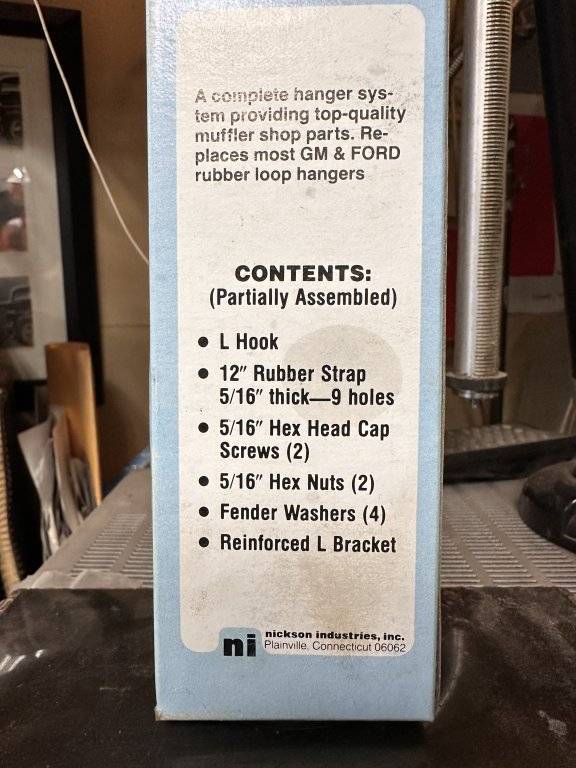 A complete hanger sys-
tem providing top-quality
muffler shop parts. Re-
places most GM & FORD
rubber loop hangers
CONTENTS:
(Partially Assembled)
• L Hook
• 12″ Rubber Strap
5/16″ thick—9 holes
• 5/16″ Hex Head Cap
Screws (2)
• 5/16″ Hex Nuts (2)
• Fender Washers (4)
• Reinforced L Bracket
ni
nickson industries, inc.
Plainville, Connecticut 06062